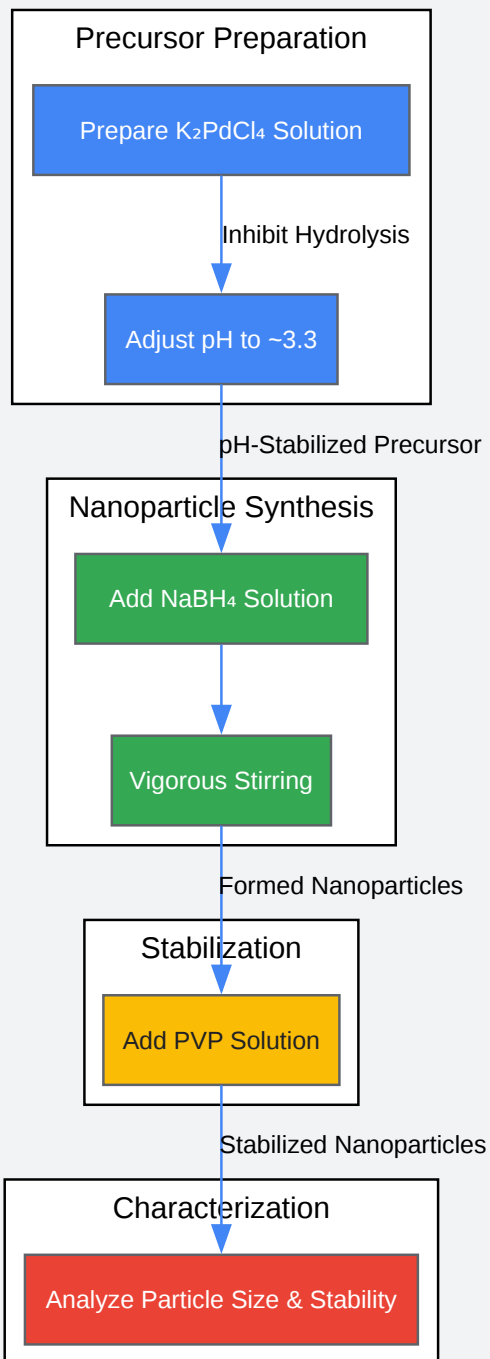 Precursor Preparation
Prepare K₂PdCl₄ Solution
Inhibit Hydrolysis
Adjust pH to ~3.3
pH-Stabilized Precursor
Nanoparticle Synthesis
Add NaBH₄ Solution
Vigorous Stirring
Formed Nanoparticles
Stabilization
Add PVP Solution
Stabilized Nanoparticles
Characterization
Analyze Particle Size & Stability